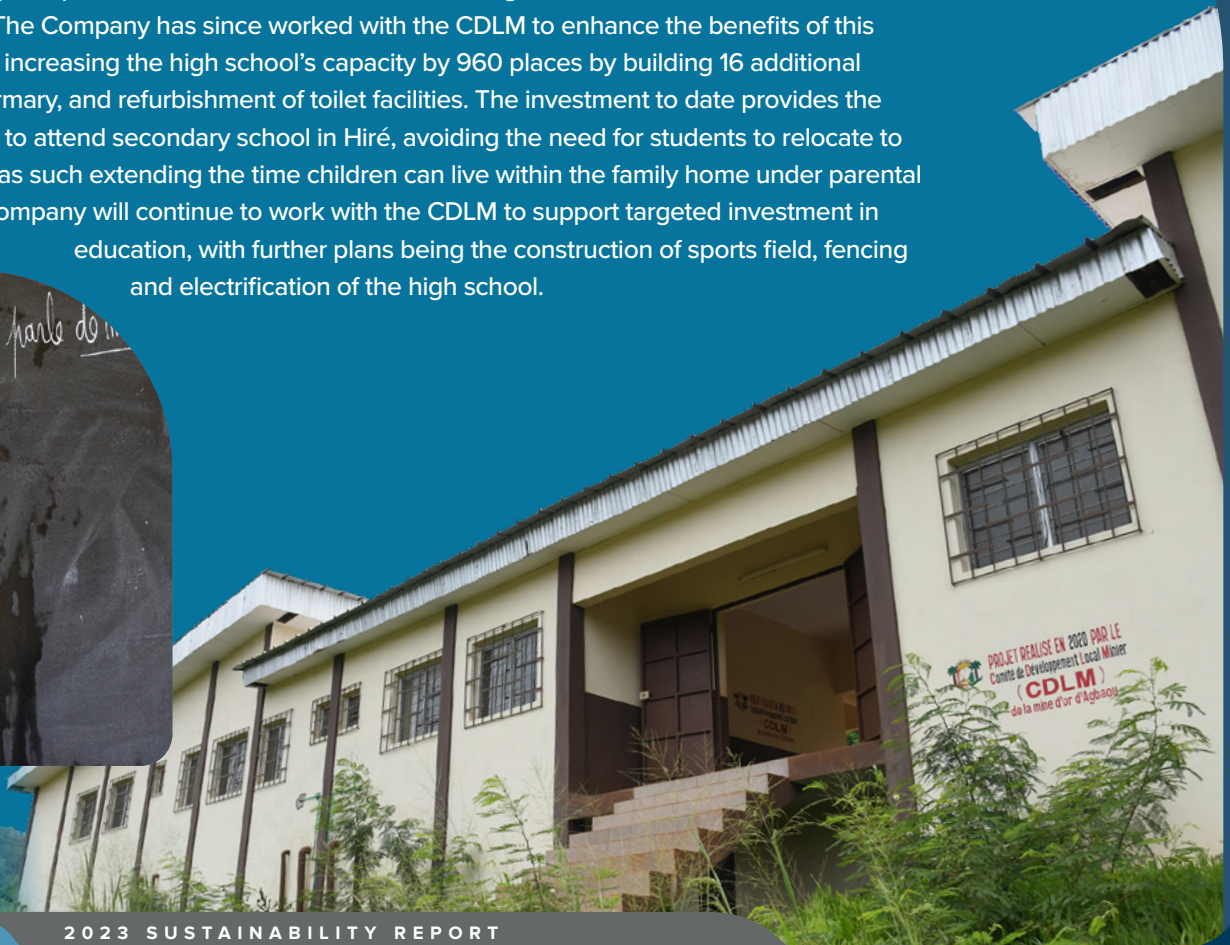 The Company has since worked with the CDLM to enhance the benefits of this
increasing the high school's capacity by 960 places by building 16 additional
and refurbishment of toilet facilities. The investment to date provides the
to attend secondary school in Hiré, avoiding the need for students to relocate to
as such extending the time children can live within the family home under parental
will continue to work with the CDLM to support targeted investment in
education, with further plans being the construction of sports field, fencing
and electrification of the high school.
parle de
PROJET REALISE EN 2020 PAR LE
Comité de Développement Local Minier
(CDLM)
de la mine d'or d'Agbaou
(CDLM)
2023 SUSTAINABILITY REPORT